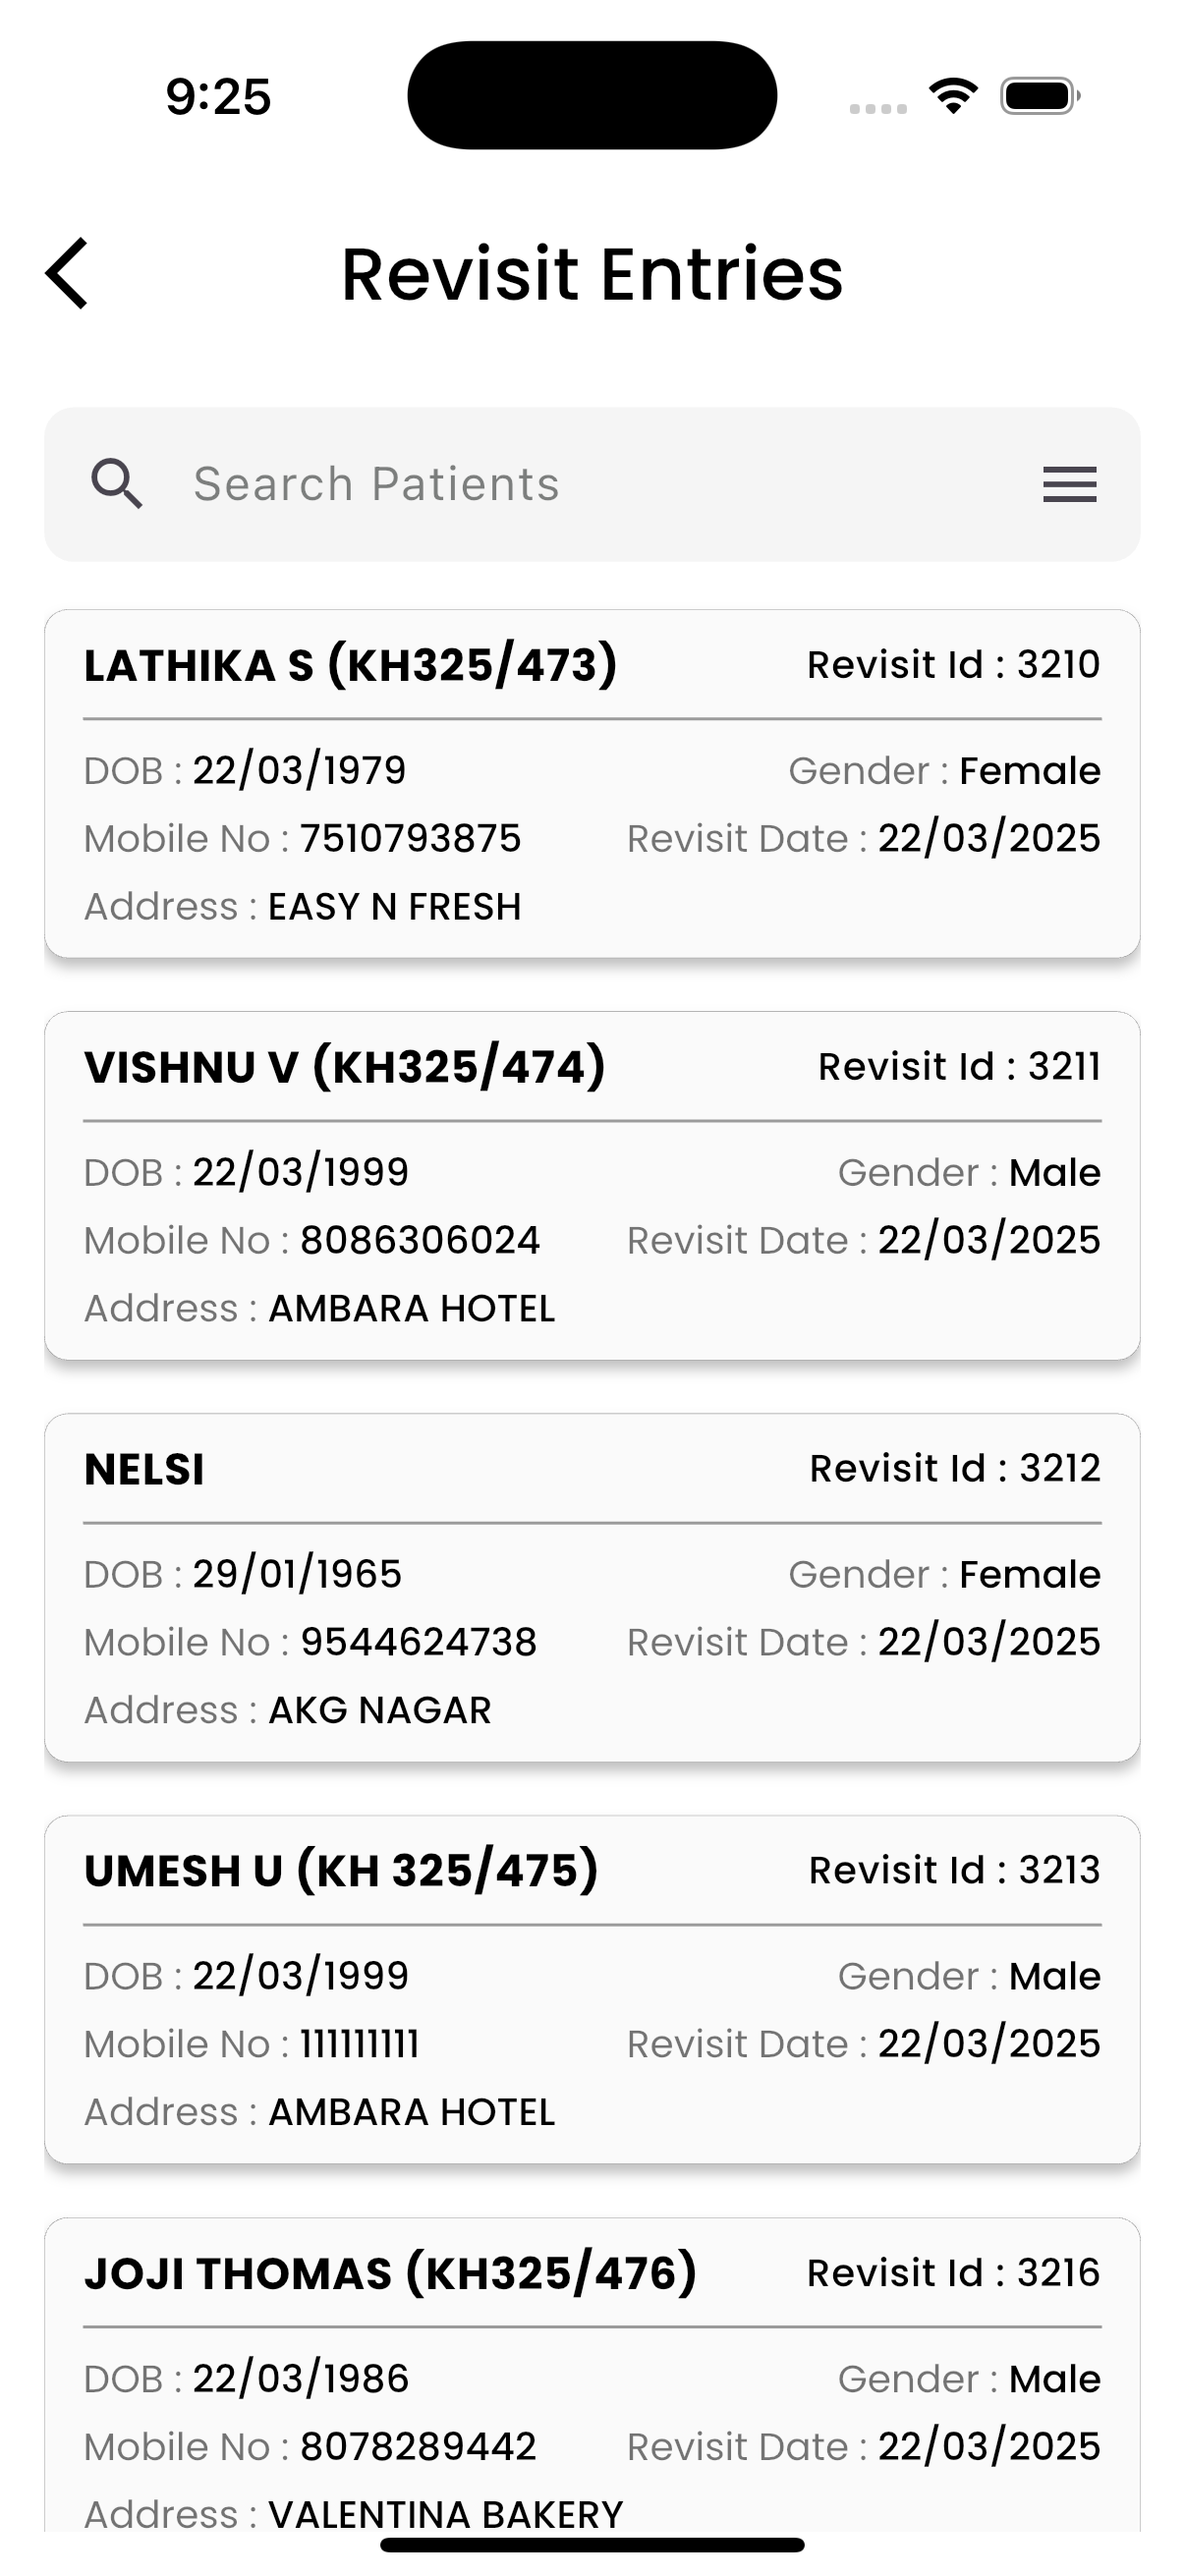 9:25
Revisit Entries
Search Patients
LATHIKA S (KH325/473) Revisit Id : 3210
DOB : 22/03/1979 Gender : Female
Mobile No : 7510793875 Revisit Date : 22/03/2025
Address : EASY N FRESH
VISHNU V (KH325/474) Revisit Id : 3211
DOB : 22/03/1999 Gender : Male
Mobile No : 8086306024 Revisit Date : 22/03/2025
Address : AMBARA HOTEL
NELSI Revisit Id : 3212
DOB : 29/01/1965 Gender : Female
Mobile No : 9544624738 Revisit Date : 22/03/2025
Address : AKG NAGAR
UMESH U (KH 325/475) Revisit Id : 3213
DOB : 22/03/1999 Gender : Male
Mobile No : 111111111 Revisit Date : 22/03/2025
Address : AMBARA HOTEL
JOJI THOMAS (KH325/476) Revisit Id : 3216
DOB : 22/03/1986 Gender : Male
Mobile No : 8078289442 Revisit Date : 22/03/2025
Address : VALENTINA BAKERY